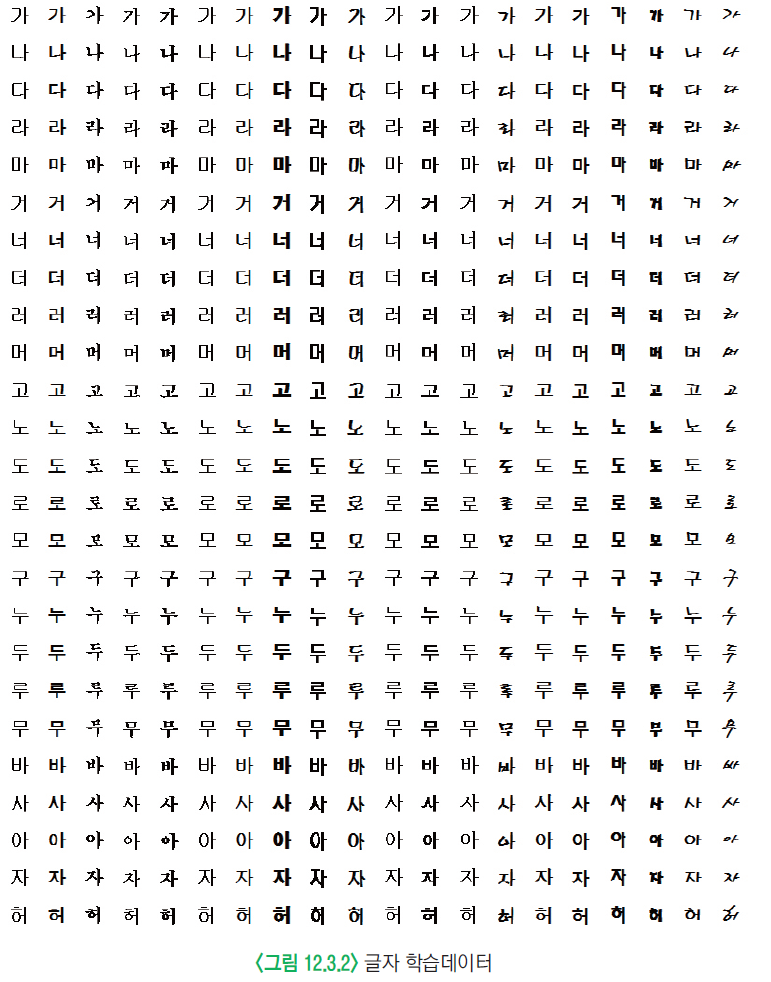 가 가 가 가 가 가 가 가 가 가 가 가 가 가 가 가 가 가 가 가
나 나 나 나 나 나 나 나 나 나 나 나 나 나 나 나 나 나 나 나
다 다 다 다 다 다 다 다 다 다 다 다 다 다 다 다 다 다 다 다
라 라 라 라 라 라 라 라 라 라 라 라 라 라 라 라 라 라 라 라
마 마 마 마 마 마 마 마 마 마 마 마 마 마 마 마 마 마 마 마
거 거 거 거 거 거 거 거 거 거 거 거 거 거 거 거 거 거 거 거
너 너 너 너 너 너 너 너 너 너 너 너 너 너 너 너 너 너 너 너
더 더 더 더 더 더 더 더 더 더 더 더 더 더 더 더 더 더 더 더
러 러 러 러 러 러 러 러 러 러 러 러 러 러 러 러 러 러 러 러
머 머 머 머 머 머 머 머 머 머 머 머 머 머 머 머 머 머 머 머
고 고 고 고 고 고 고 고 고 고 고 고 고 고 고 고 고 고 고 고
노 노 노 노 노 노 노 노 노 노 노 노 노 노 노 노 노 노 노 노
도 도 도 도 도 도 도 도 도 도 도 도 도 도 도 도 도 도 도 도
로 로 로 로 로 로 로 로 로 로 로 로 로 로 로 로 로 로 로 로
모 모 모 모 모 모 모 모 모 모 모 모 모 모 모 모 모 모 모 모
구 구 구 구 구 구 구 구 구 구 구 구 구 구 구 구 구 구 구 구
누 누 누 누 누 누 누 누 누 누 누 누 누 누 누 누 누 누 누 누
두 두 두 두 두 두 두 두 두 두 두 두 두 두 두 두 두 두 두 두
루 루 루 루 루 루 루 루 루 루 루 루 루 루 루 루 루 루 루 루
무 무 무 무 무 무 무 무 무 무 무 무 무 무 무 무 무 무 무 무
바 바 바 바 바 바 바 바 바 바 바 바 바 바 바 바 바 바 바 바
사 사 사 사 사 사 사 사 사 사 사 사 사 사 사 사 사 사 사 사
아 아 아 아 아 아 아 아 아 아 아 아 아 아 아 아 아 아 아 아
자 자 자 자 자 자 자 자 자 자 자 자 자 자 자 자 자 자 자 자
허 허 허 허 허 허 허 허 허 허 허 허 허 허 허 허 허 허 허 허
<그림 12.3.2> 글자 학습데이터